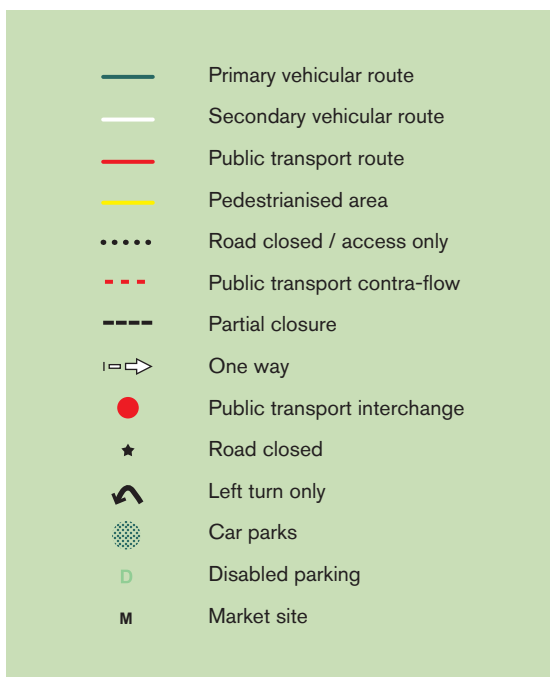 Primary vehicular route
Secondary vehicular route
Public transport route
Pedestrianised area
Road closed / access only
Public transport contra-flow
Partial closure
One way
Public transport interchange
Road closed
Left turn only
Car parks
D Disabled parking
M Market site